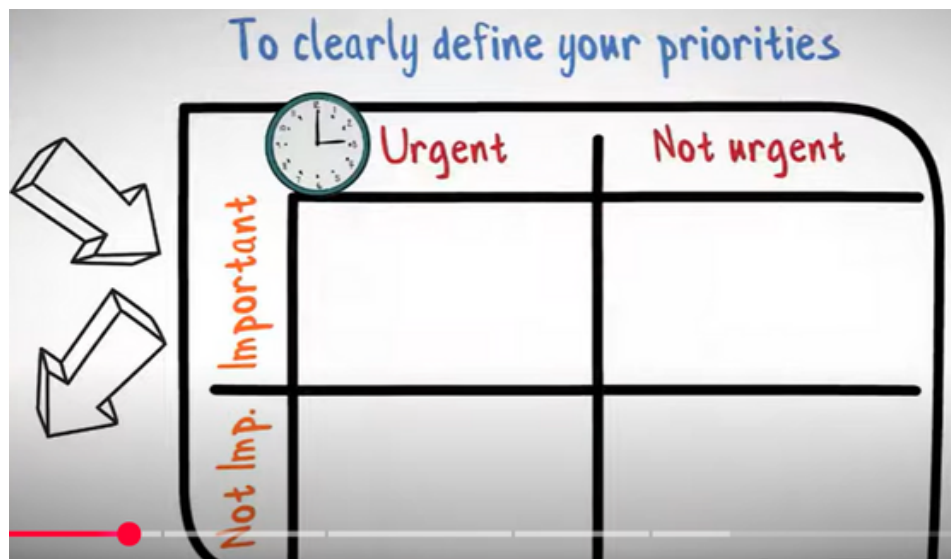 To clearly define your priorities
Urgent
Not urgent
Important
Not Imp.